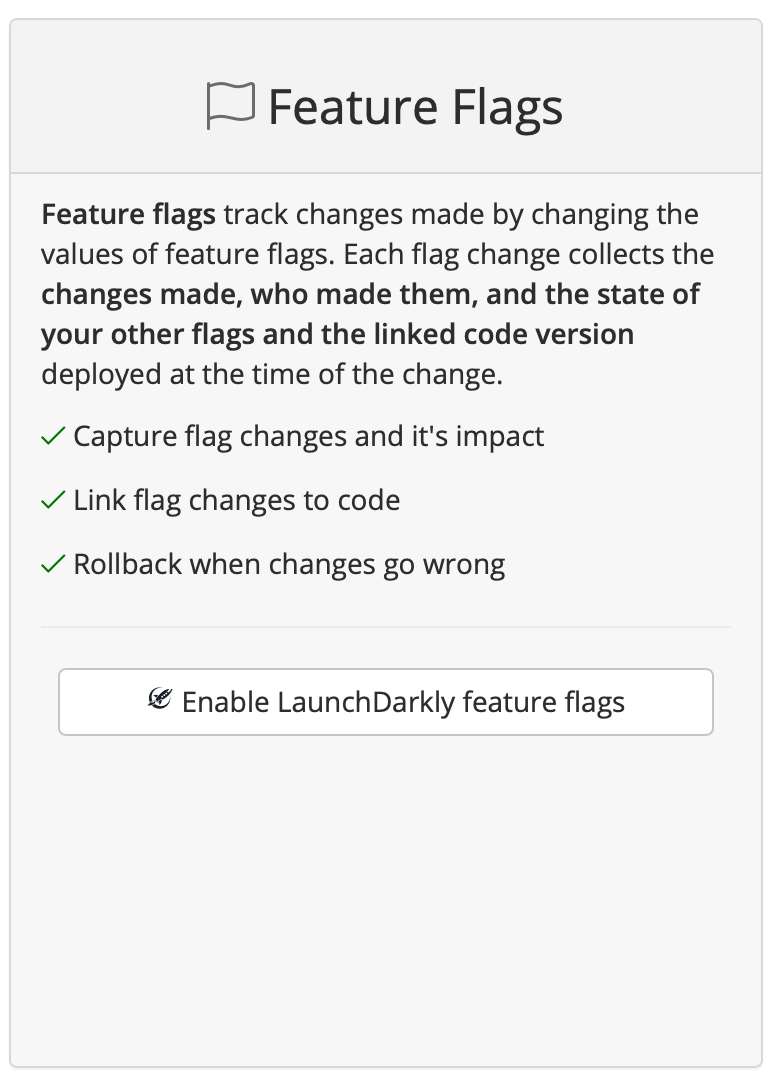 Feature Flags
Feature flags track changes made by changing the
values of feature flags. Each flag change collects the
changes made, who made them, and the state of
your other flags and the linked code version
deployed at the time of the change.
Capture flag changes and it's impact
Link flag changes to code
Rollback when changes go wrong
Enable LaunchDarkly feature flags